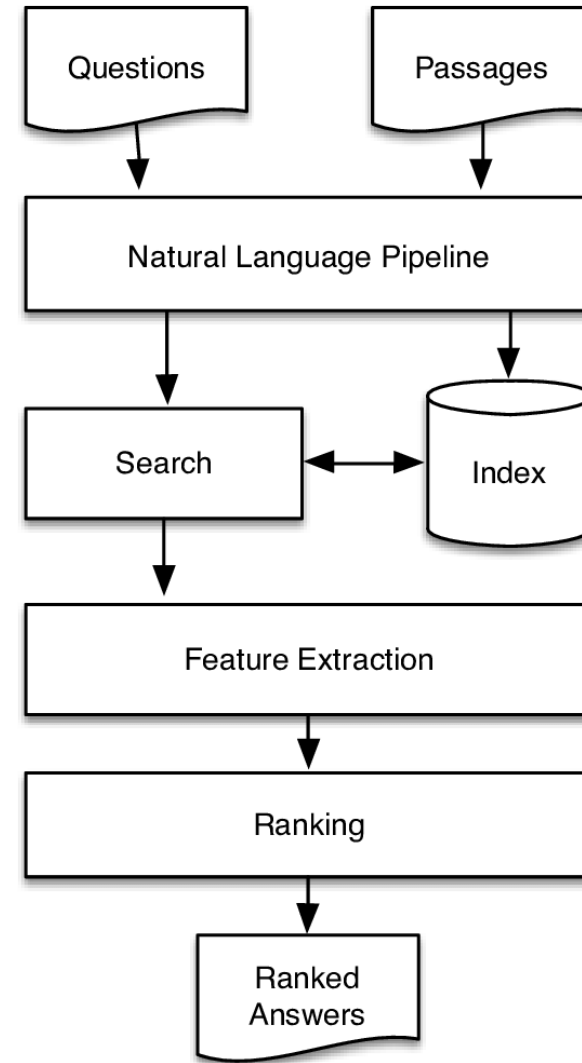 Questions
Passages
Natural Language Pipeline
Search
Index
Feature Extraction
Ranking
Ranked
Answers